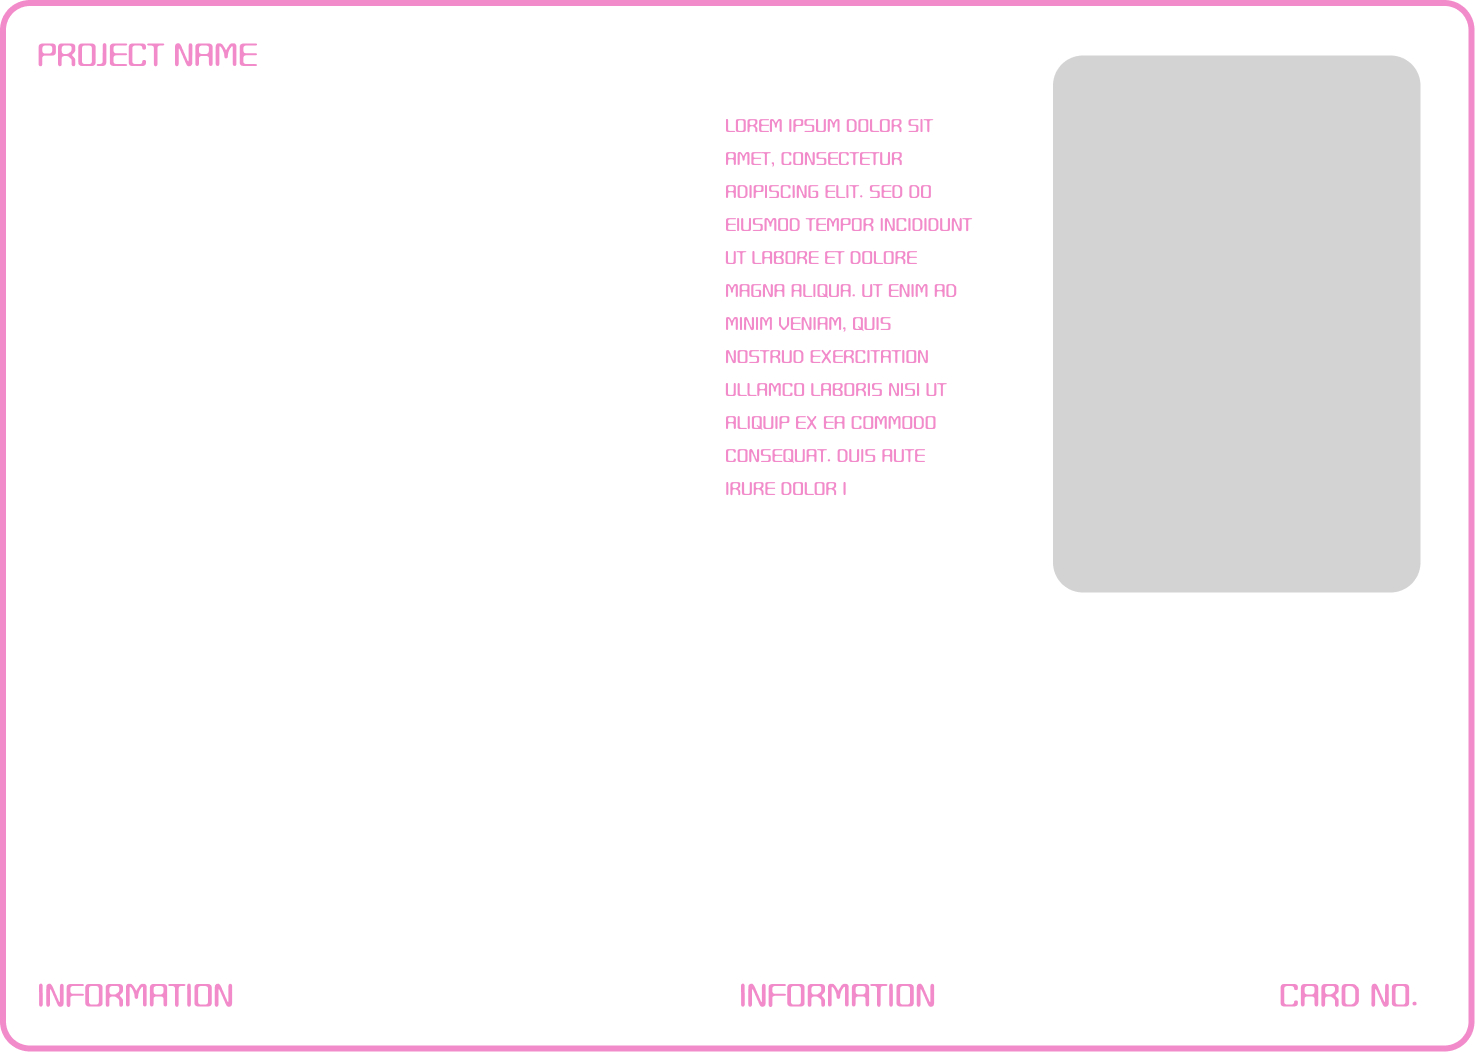 PROJECT NAME
LOREM IPSUM DOLOR SIT
AMET, CONSECTETUR
ADIPISCING ELIT. SED DO
EIUSMOD TEMPOR INCIDIDUNT
UT LABORE ET DOLORE
MAGNA ALIQUA. UT ENIM AD
MINIM VENIAM, QUIS
NOSTRUD EXERCITATION
ULLAMCO LABORIS NISI UT
ALIQUIP EX EA COMMODO
CONSEQUAT. DUIS AUTE
IRURE DOLOR I
INFORMATION
INFORMATION
CARD NO.